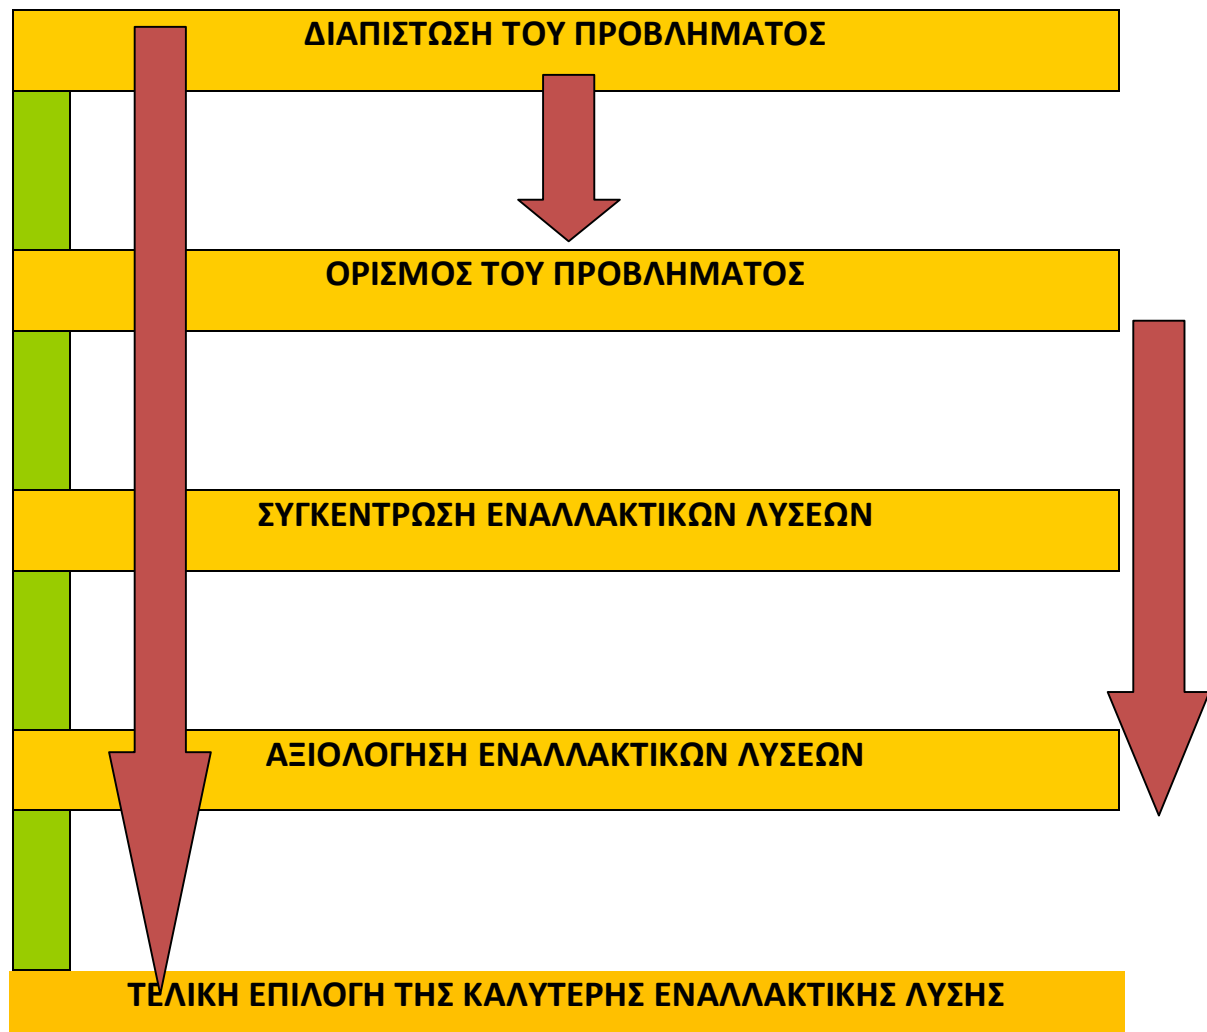 ΔΙΑΠΙΣΤΩΣΗ ΤΟΥ ΠΡΟΒΛΗΜΑΤΟΣ
ΟΡΙΣΜΟΣ ΤΟΥ ΠΡΟΒΛΗΜΑΤΟΣ
ΣΥΓΚΕΝΤΡΩΣΗ ΕΝΑΛΛΑΚΤΙΚΩΝ ΛΥΣΕΩΝ
ΑΞΙΟΛΟΓΗΣΗ ΕΝΑΛΛΑΚΤΙΚΩΝ ΛΥΣΕΩΝ
ΤΕΛΙΚΗ ΕΠΙΛΟΓΗ ΤΗΣ ΚΑΛΥΤΕΡΗΣ ΕΝΑΛΛΑΚΤΙΚΗΣ ΛΥΣΗΣ